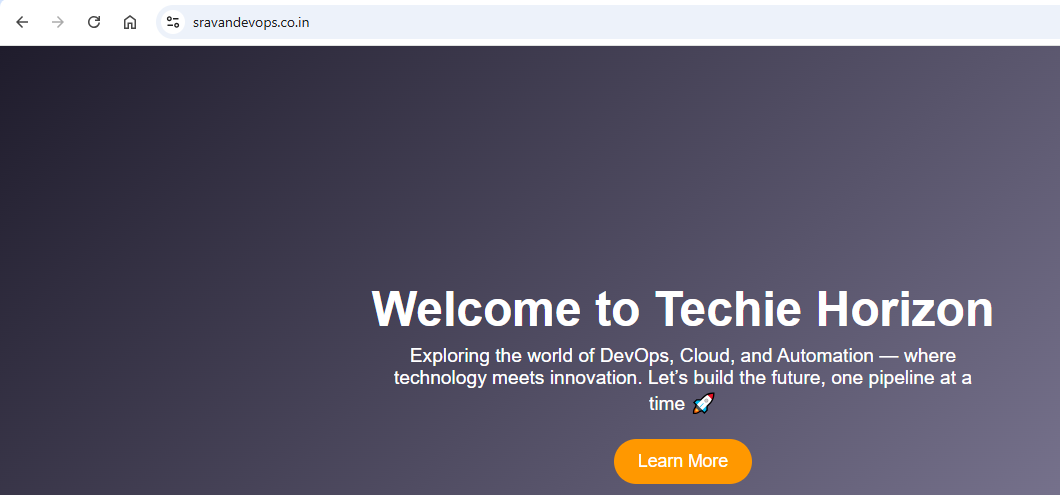 sravandevops.co.in
Welcome to Techie Horizon
Exploring the world of DevOps, Cloud, and Automation — where
technology meets innovation. Let’s build the future, one pipeline at a
time 🚀
Learn More